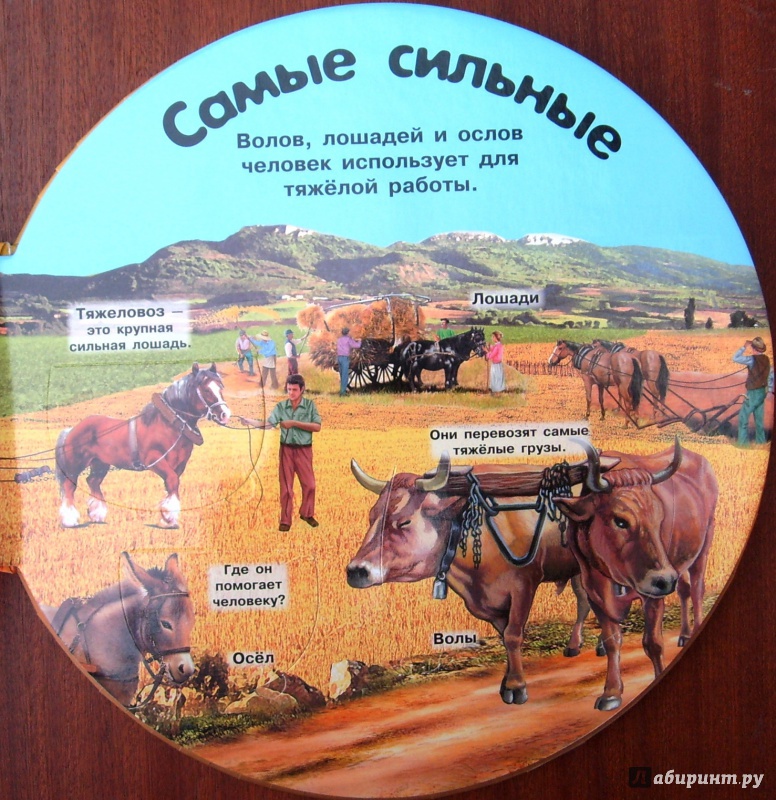 Самые сильные
Волов, лошадей и ослов
человек использует для
тяжёлой работы.
Тяжеловоз —
это крупная
сильная лошадь.
Лошади
Они перевозят самые
тяжёлые грузы.
Где он
помогает
человеку?
Осёл
Волы
Лабиринт.ру